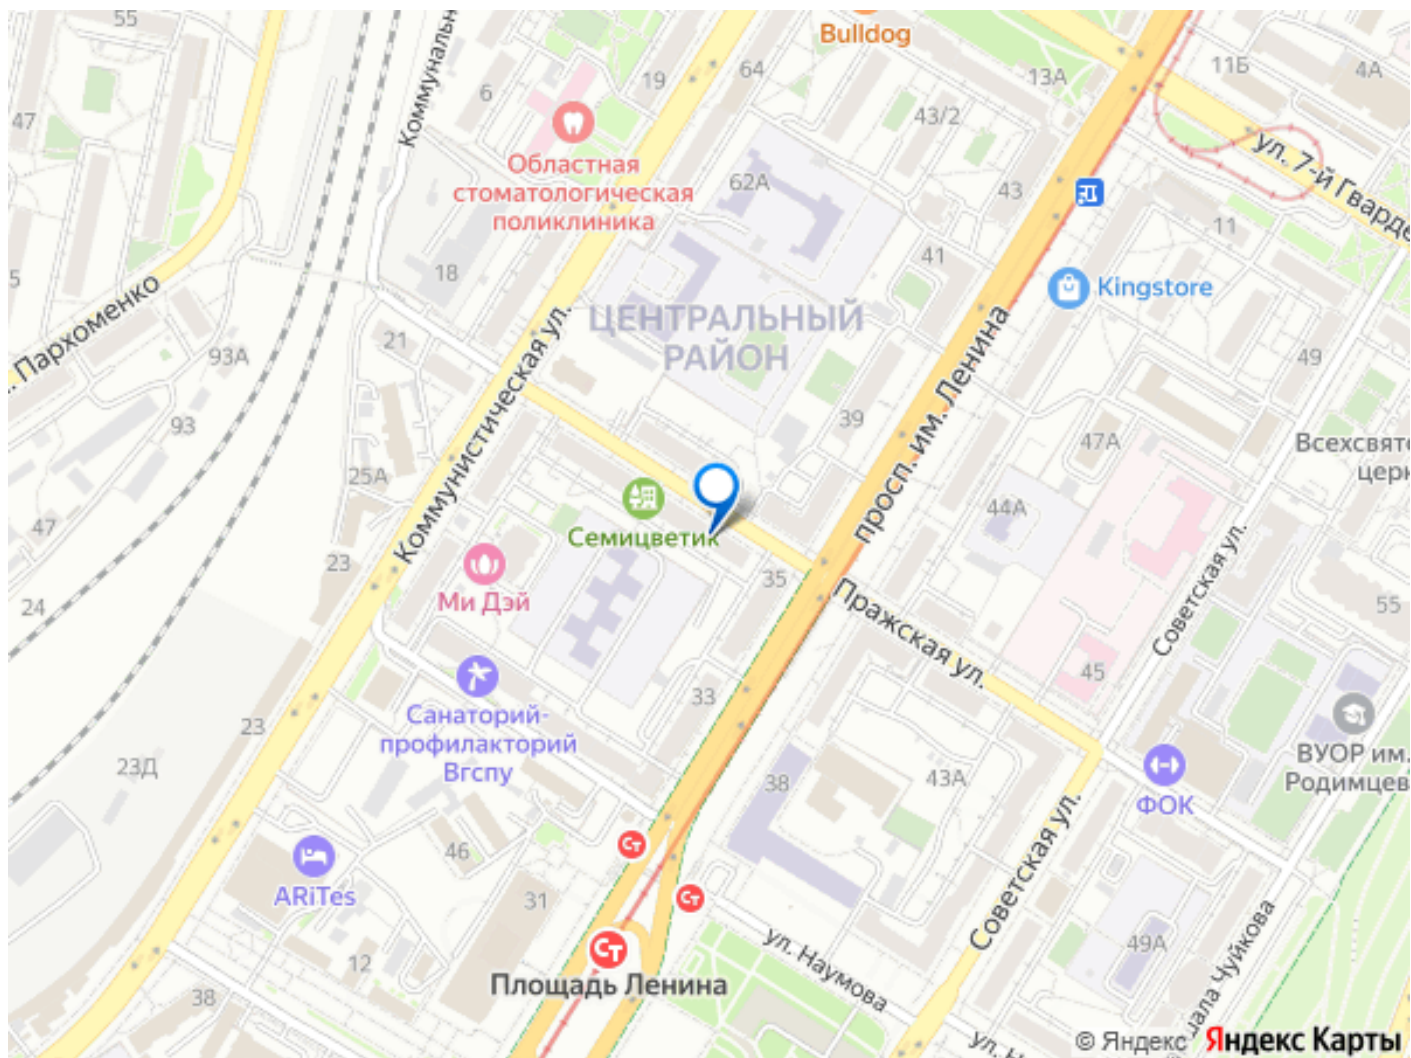 55
Bulldog
64
19
6
13А
11Б
4А
Коммунальн
43/2
47
ул. 7-й Гварде
Областная
стоматологическая
поликлиника
62А
43
11
41
18
5
Kingstore
. Пархоменко
ЦЕНТРАЛЬНЫЙ
РАЙОН
21
93А
49
Коммунистическая ул.
просп. им. Ленина
39
93
47А
Всехсвятс
церк
25А
44А
47
Семицветик
23
35
Ми Дэй
24
Пражская ул.
Советская ул.
55
45
33
Санаторий-
профилакторий
Вгспу
23
ВУОР им.
Родимцев
23Д
38
43А
ФОК
46
ARiTes
Советская ул.
31
49А
ул. Наумова
12
Площадь Ленина
38
шала Чуйкова
ул. Н
© Яндекс Яндекс Карты